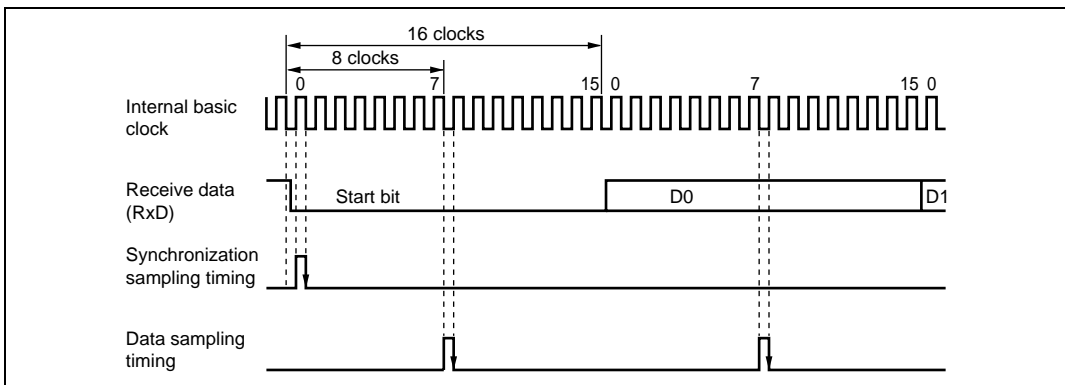 16 clocks
8 clocks
0 7 15 0 7 15 0
Internal basic
clock
Receive data
(RxD)
Start bit D0 D1
Synchronization
sampling timing
Data sampling
timing